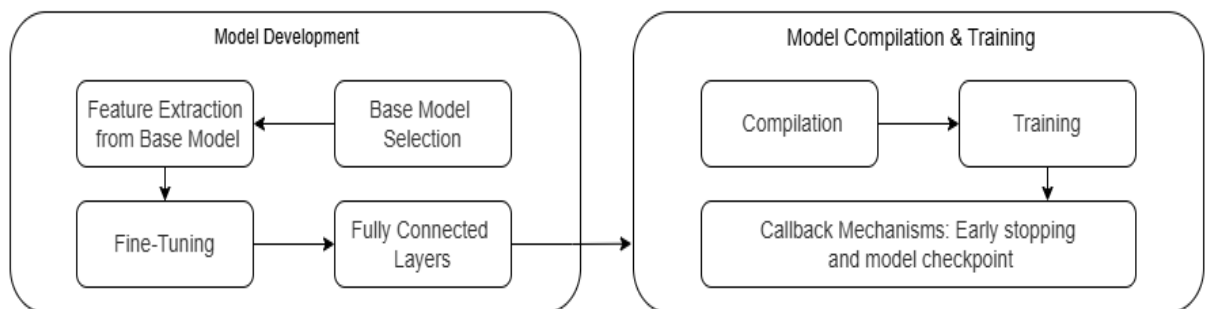 Model Development
Feature Extraction
from Base Model
Base Model
Selection
Fine-Tuning
Fully Connected
Layers
Model Compilation & Training
Compilation
Training
Callback Mechanisms: Early stopping
and model checkpoint